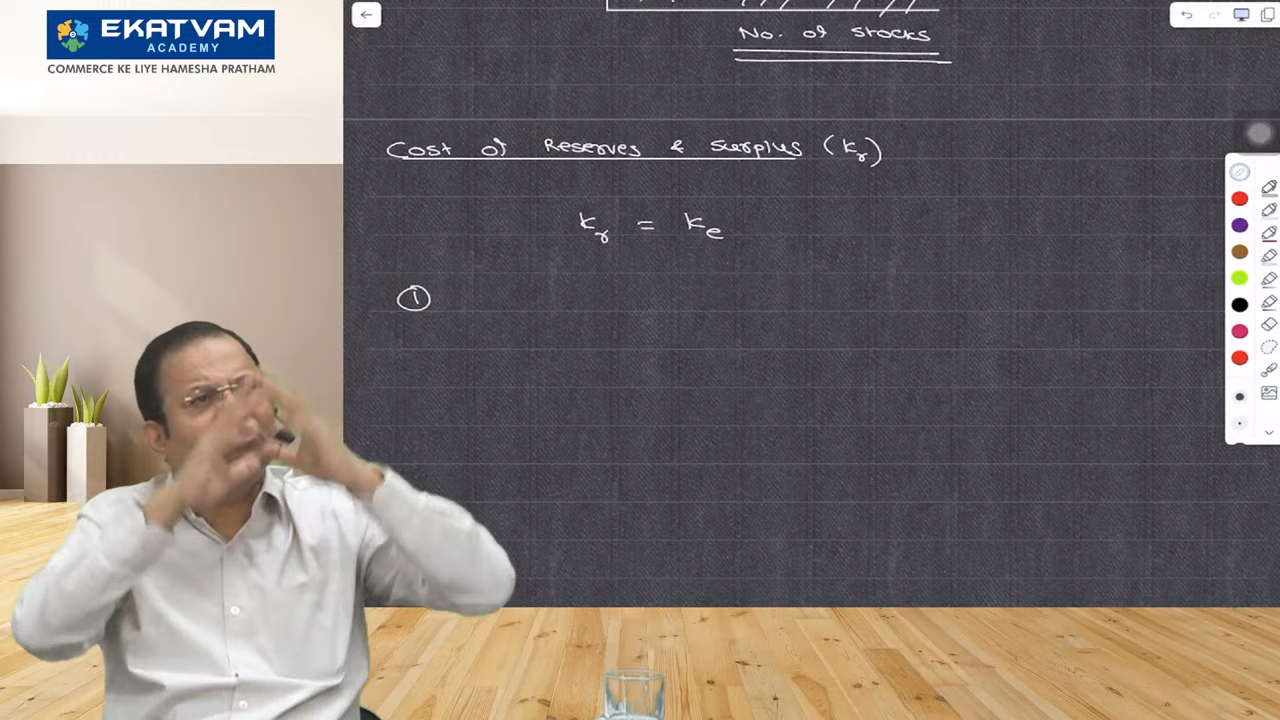 EKATVAM
ACADEMY
COMMERCE KE LIYE HAMESHA PRATHAM
No. of stocks
Cost of Reserves & Surplus (Kr)
Kr = Ke
①